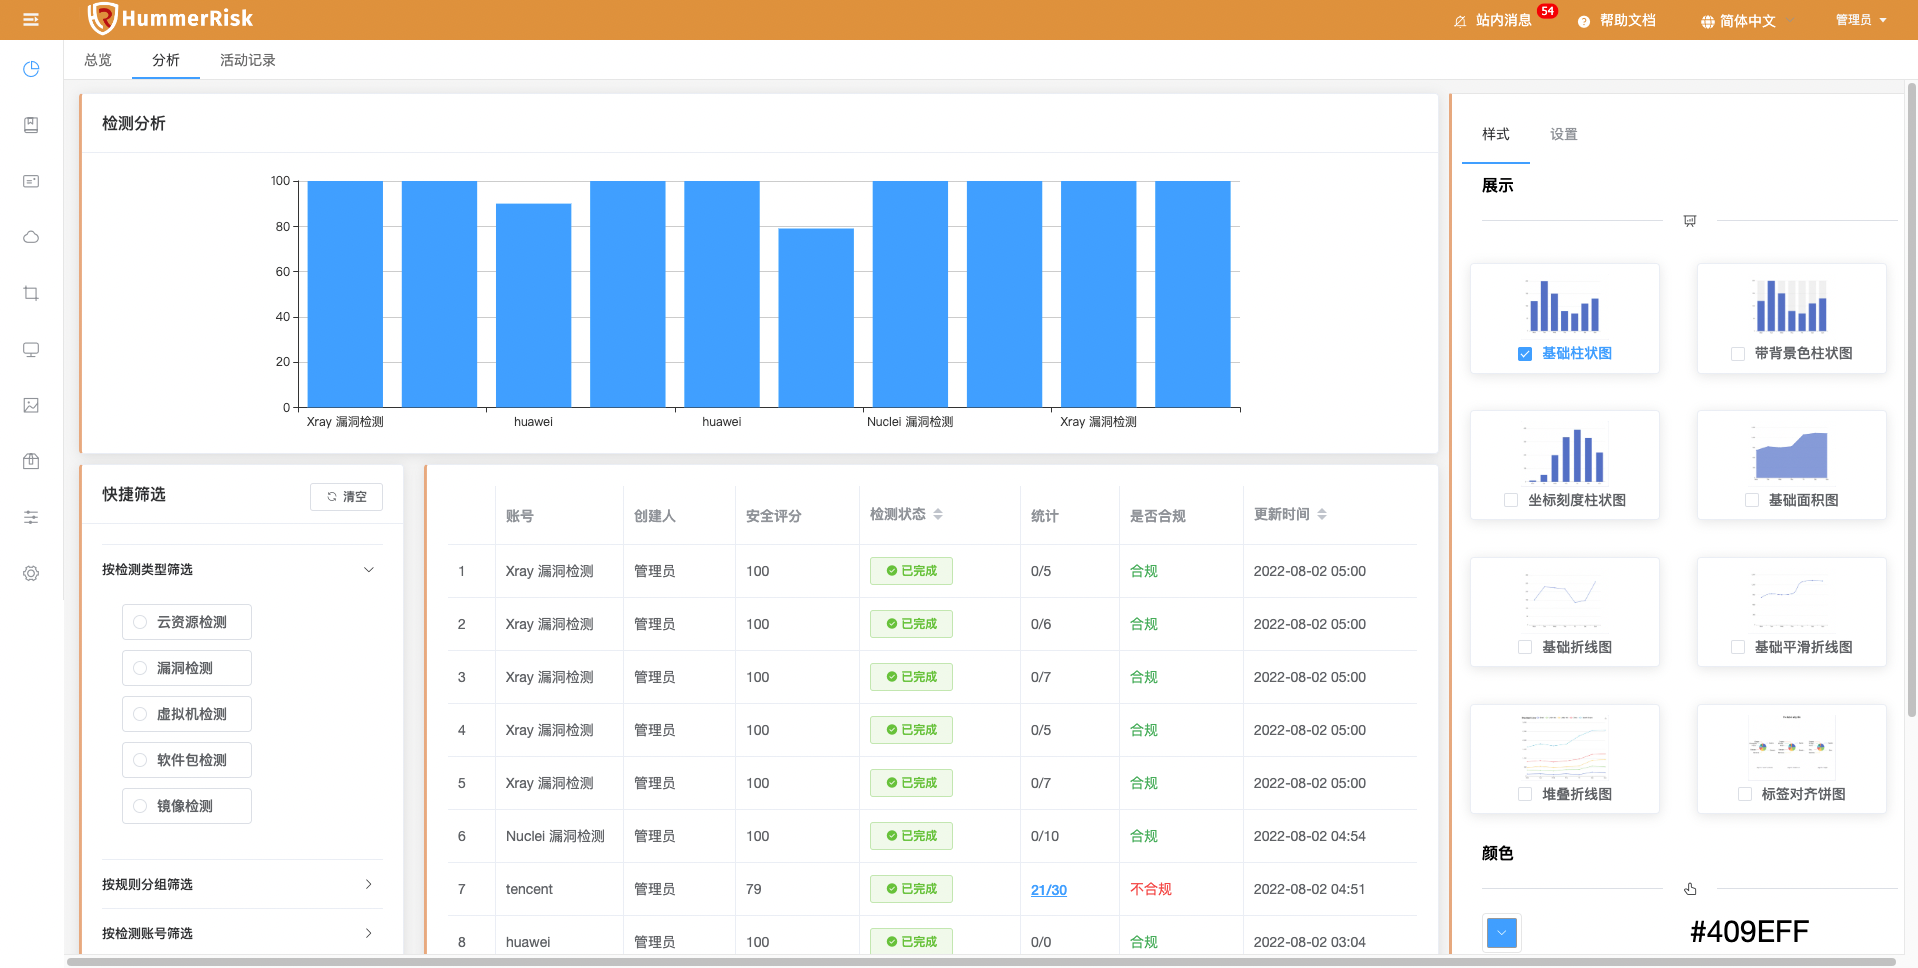 HummerRisk
站内消息 54
帮助文档
简体中文
管理员
总览 分析 活动记录
检测分析
100
80
60
40
20
0
Xray 漏洞检测 huawei huawei Nuclei 漏洞检测 Xray 漏洞检测
快捷筛选 清空
按检测类型筛选
云资源检测
漏洞检测
虚拟机检测
软件包检测
镜像检测
按规则分组筛选
按检测账号筛选
账号 创建人 安全评分 检测状态 统计 是否合规 更新时间
1 Xray 漏洞检测 管理员 100 已完成 0/5 合规 2022-08-02 05:00
2 Xray 漏洞检测 管理员 100 已完成 0/6 合规 2022-08-02 05:00
3 Xray 漏洞检测 管理员 100 已完成 0/7 合规 2022-08-02 05:00
4 Xray 漏洞检测 管理员 100 已完成 0/5 合规 2022-08-02 05:00
5 Xray 漏洞检测 管理员 100 已完成 0/7 合规 2022-08-02 05:00
6 Nuclei 漏洞检测 管理员 100 已完成 0/10 合规 2022-08-02 04:54
7 tencent 管理员 79 已完成 21/30 不合规 2022-08-02 04:51
8 huawei 管理员 100 已完成 0/0 合规 2022-08-02 03:04
样式 设置
展示
基础柱状图 带背景色柱状图
坐标刻度柱状图 基础面积图
基础折线图 基础平滑折线图
堆叠折线图 标签对齐饼图
颜色
#409EFF